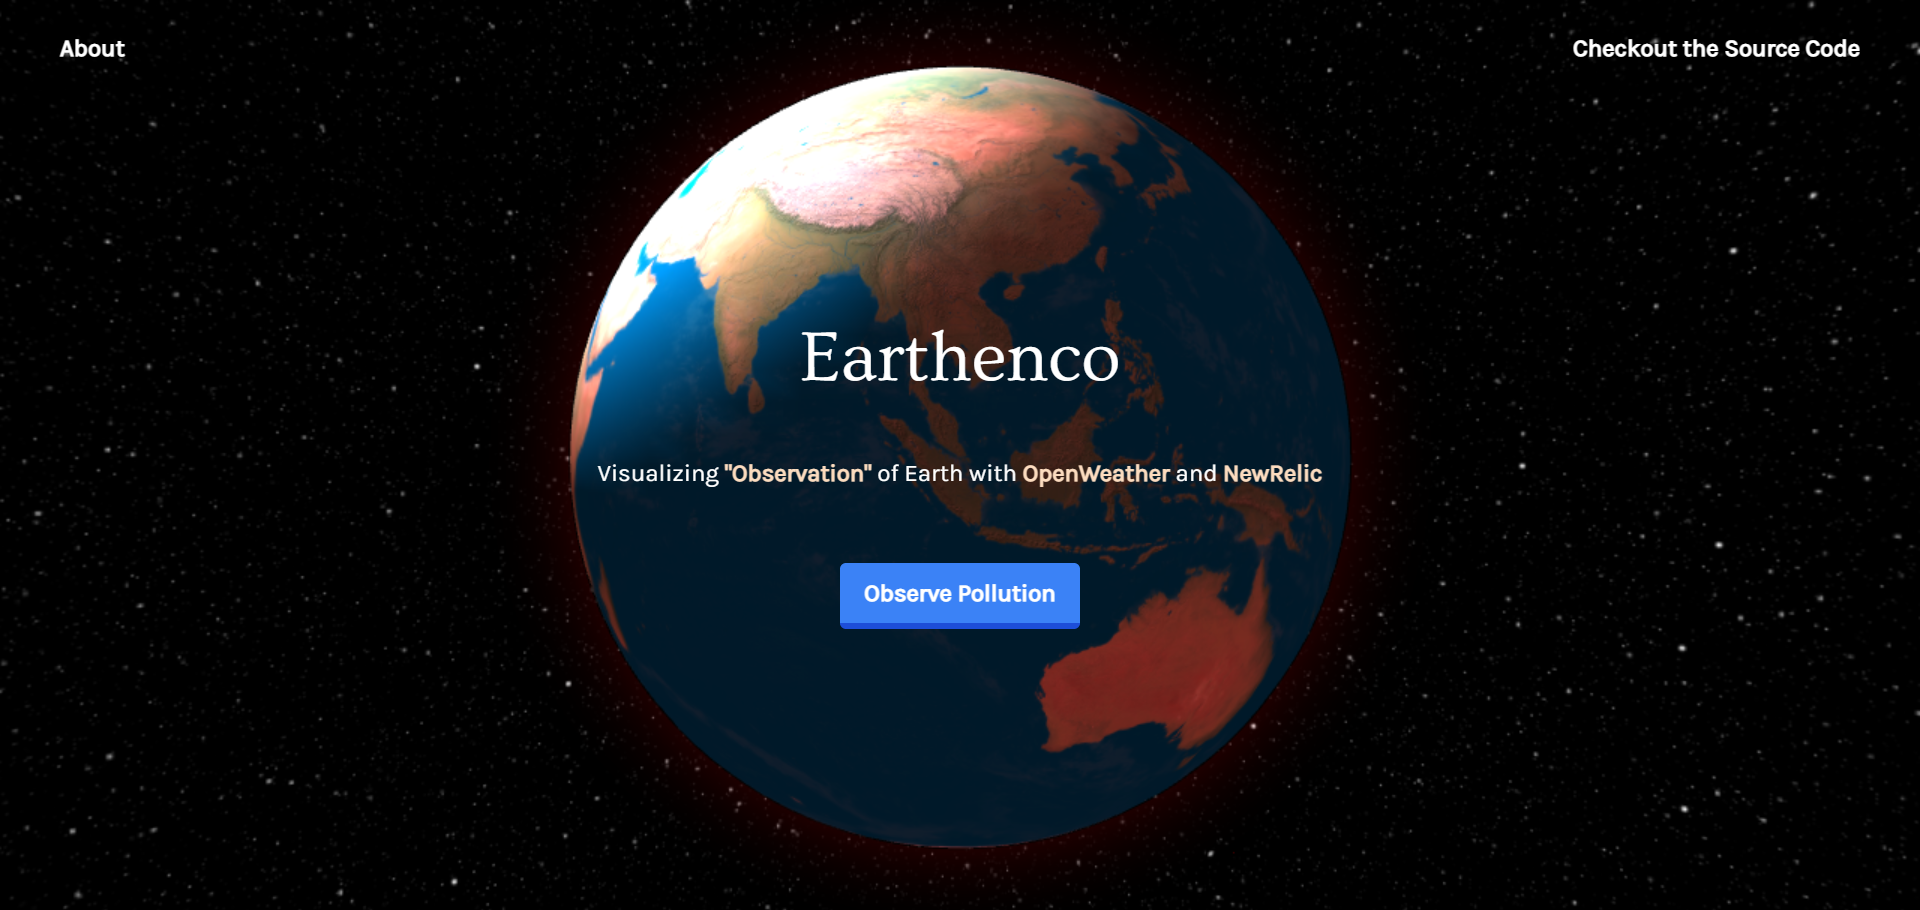 About
Checkout the Source Code
Earthenco
Visualizing "Observation" of Earth with OpenWeather and NewRelic
Observe Pollution